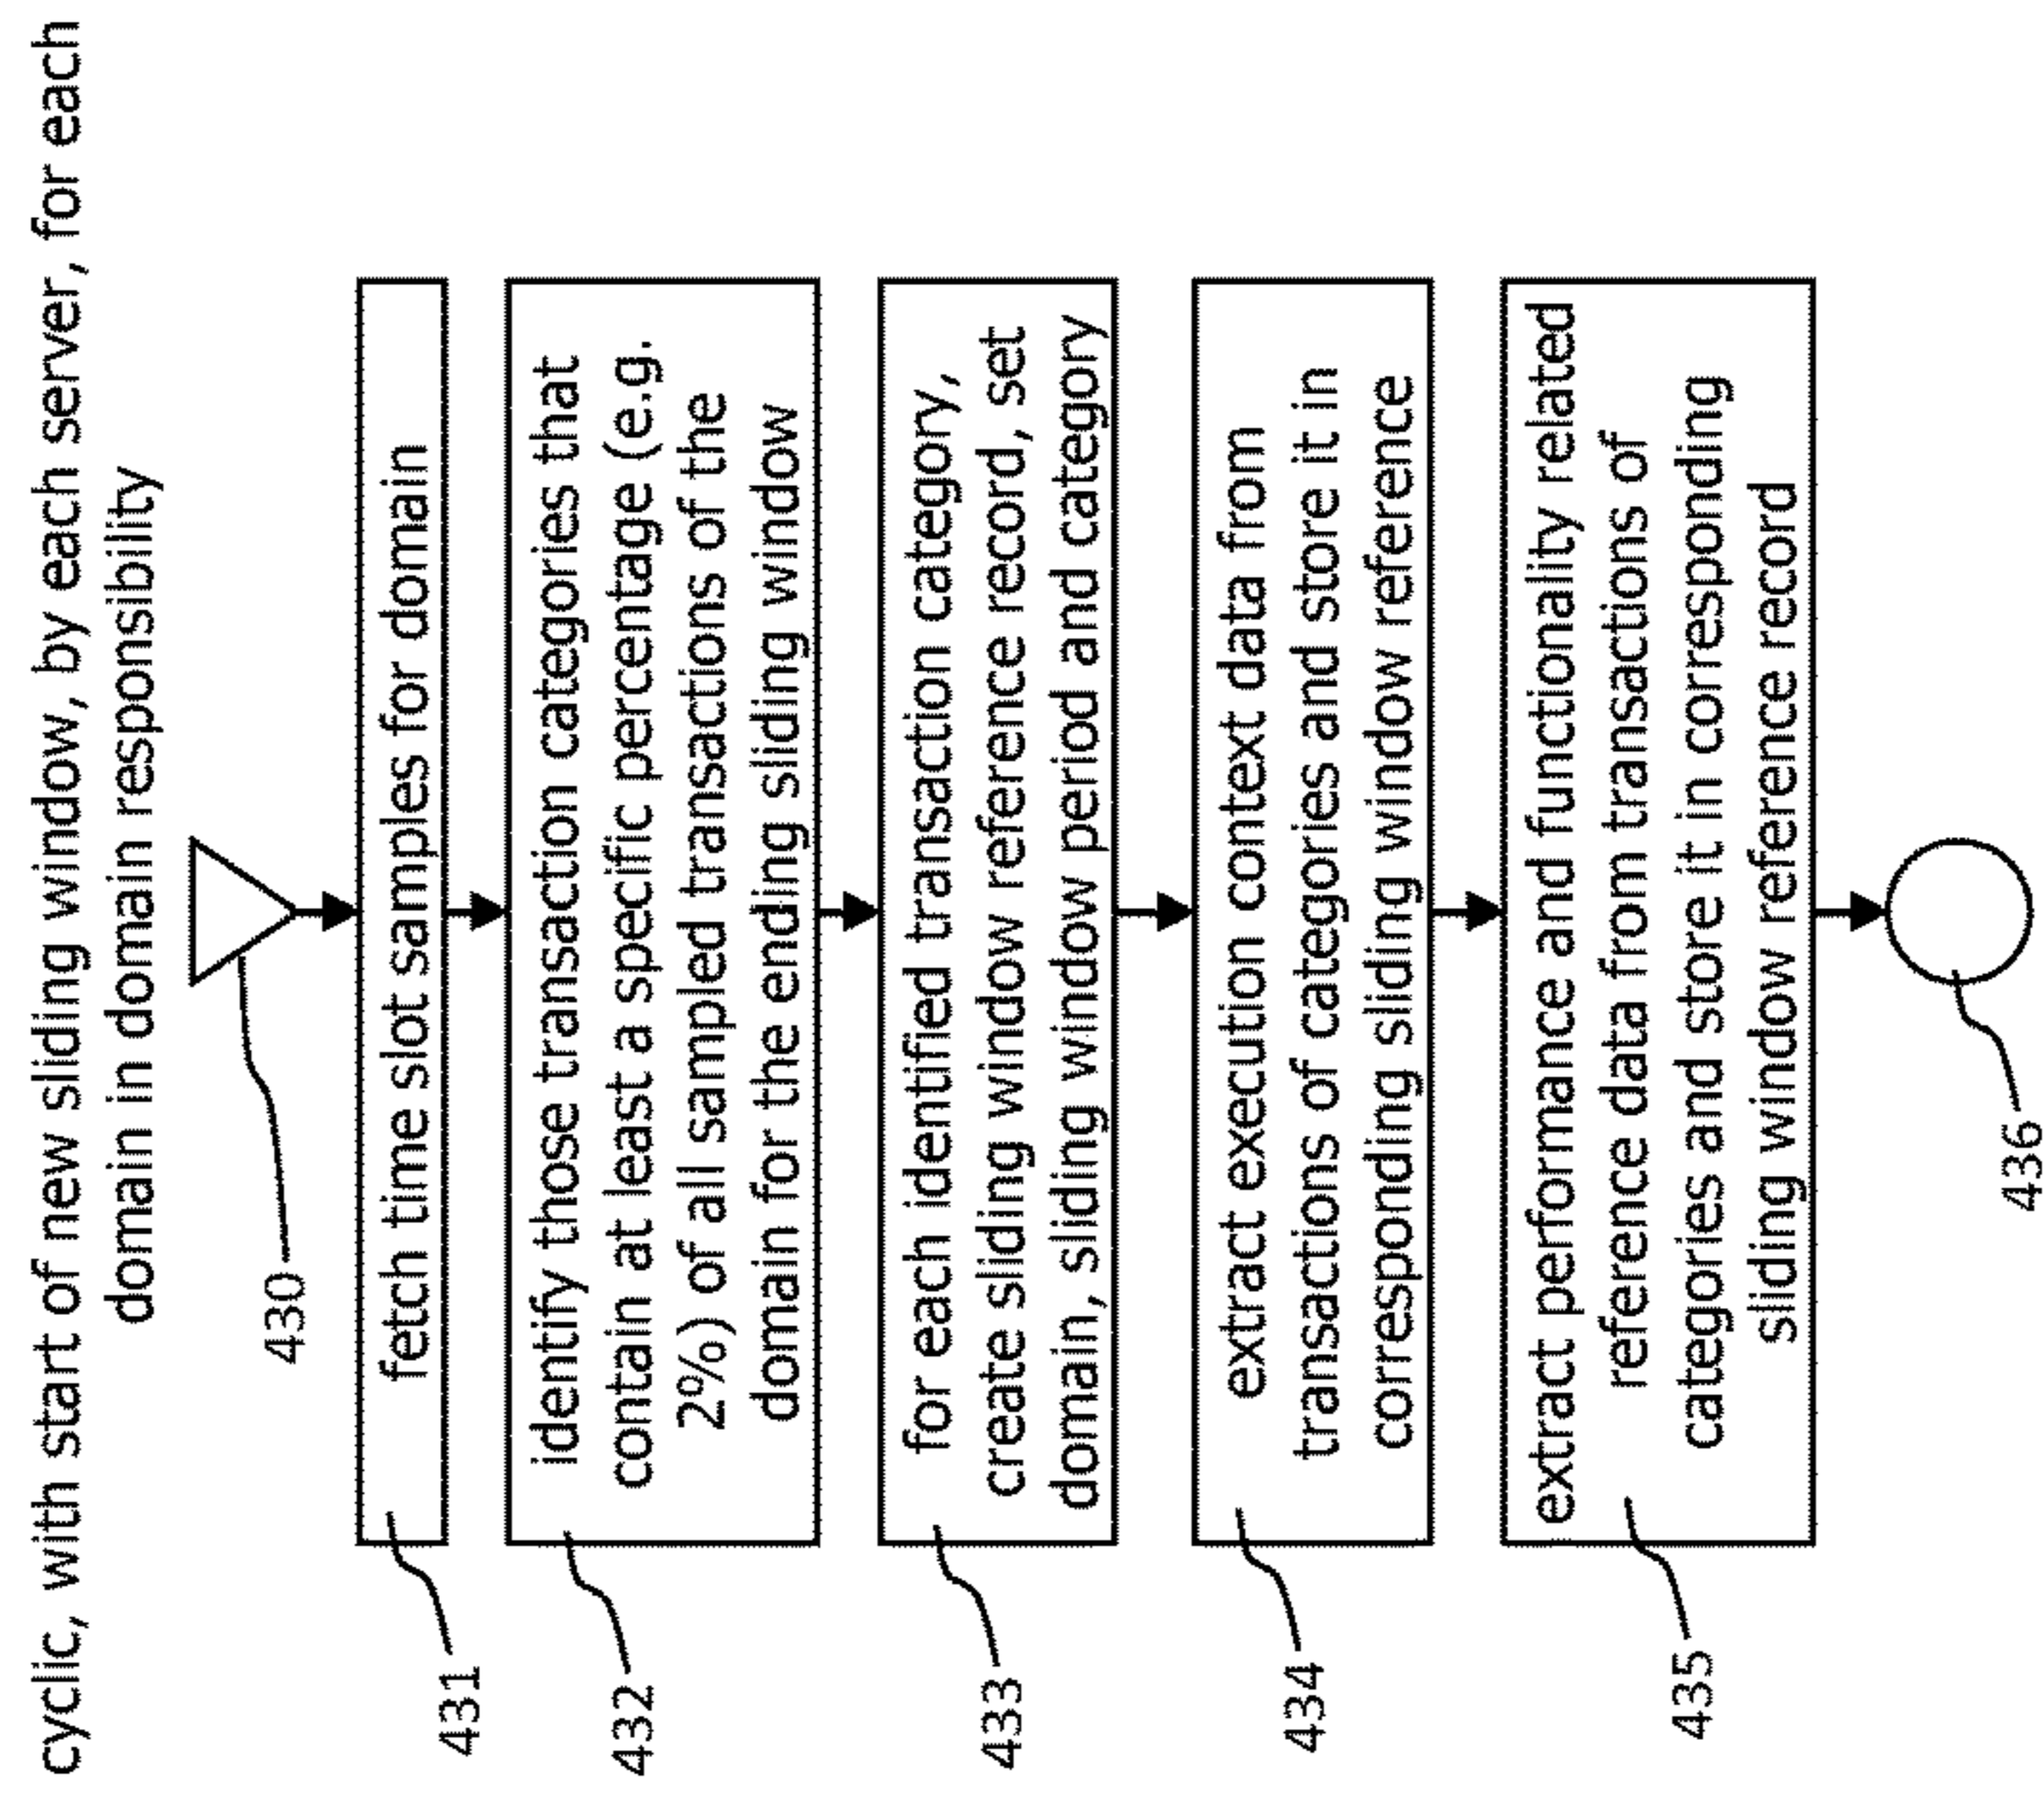 cyclic, with start of new sliding window, by each server, for each
domain in domain responsibility
430
fetch time slot samples for domain
431
identify those transaction categories that
contain at least a specific percentage (e.g.
2%) of all sampled transactions of the
domain for the ending sliding window
432
for each identified transaction category,
create sliding window reference record, set
domain, sliding window period and category
433
extract execution context data from
transactions of categories and store it in
corresponding sliding window reference
434
extract performance and functionality related
reference data from transactions of
categories and store it in corresponding
sliding window reference record
435
436